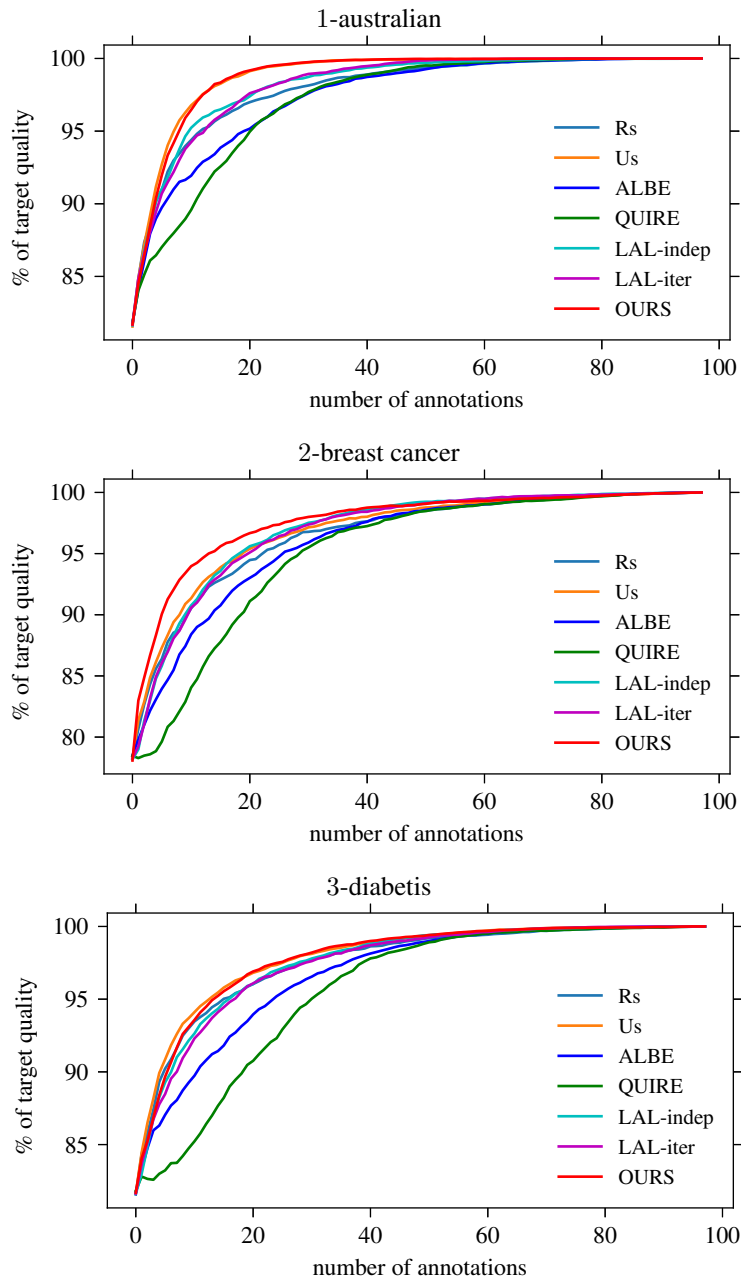 1-australian
100
95
90
85
% of target quality
Rs
Us
ALBE
QUIRE
LAL-indep
LAL-iter
OURS
0 20 40 60 80 100
number of annotations
2-breast cancer
100
95
90
85
80
% of target quality
Rs
Us
ALBE
QUIRE
LAL-indep
LAL-iter
OURS
0 20 40 60 80 100
number of annotations
3-diabetis
100
95
90
85
% of target quality
Rs
Us
ALBE
QUIRE
LAL-indep
LAL-iter
OURS
0 20 40 60 80 100
number of annotations